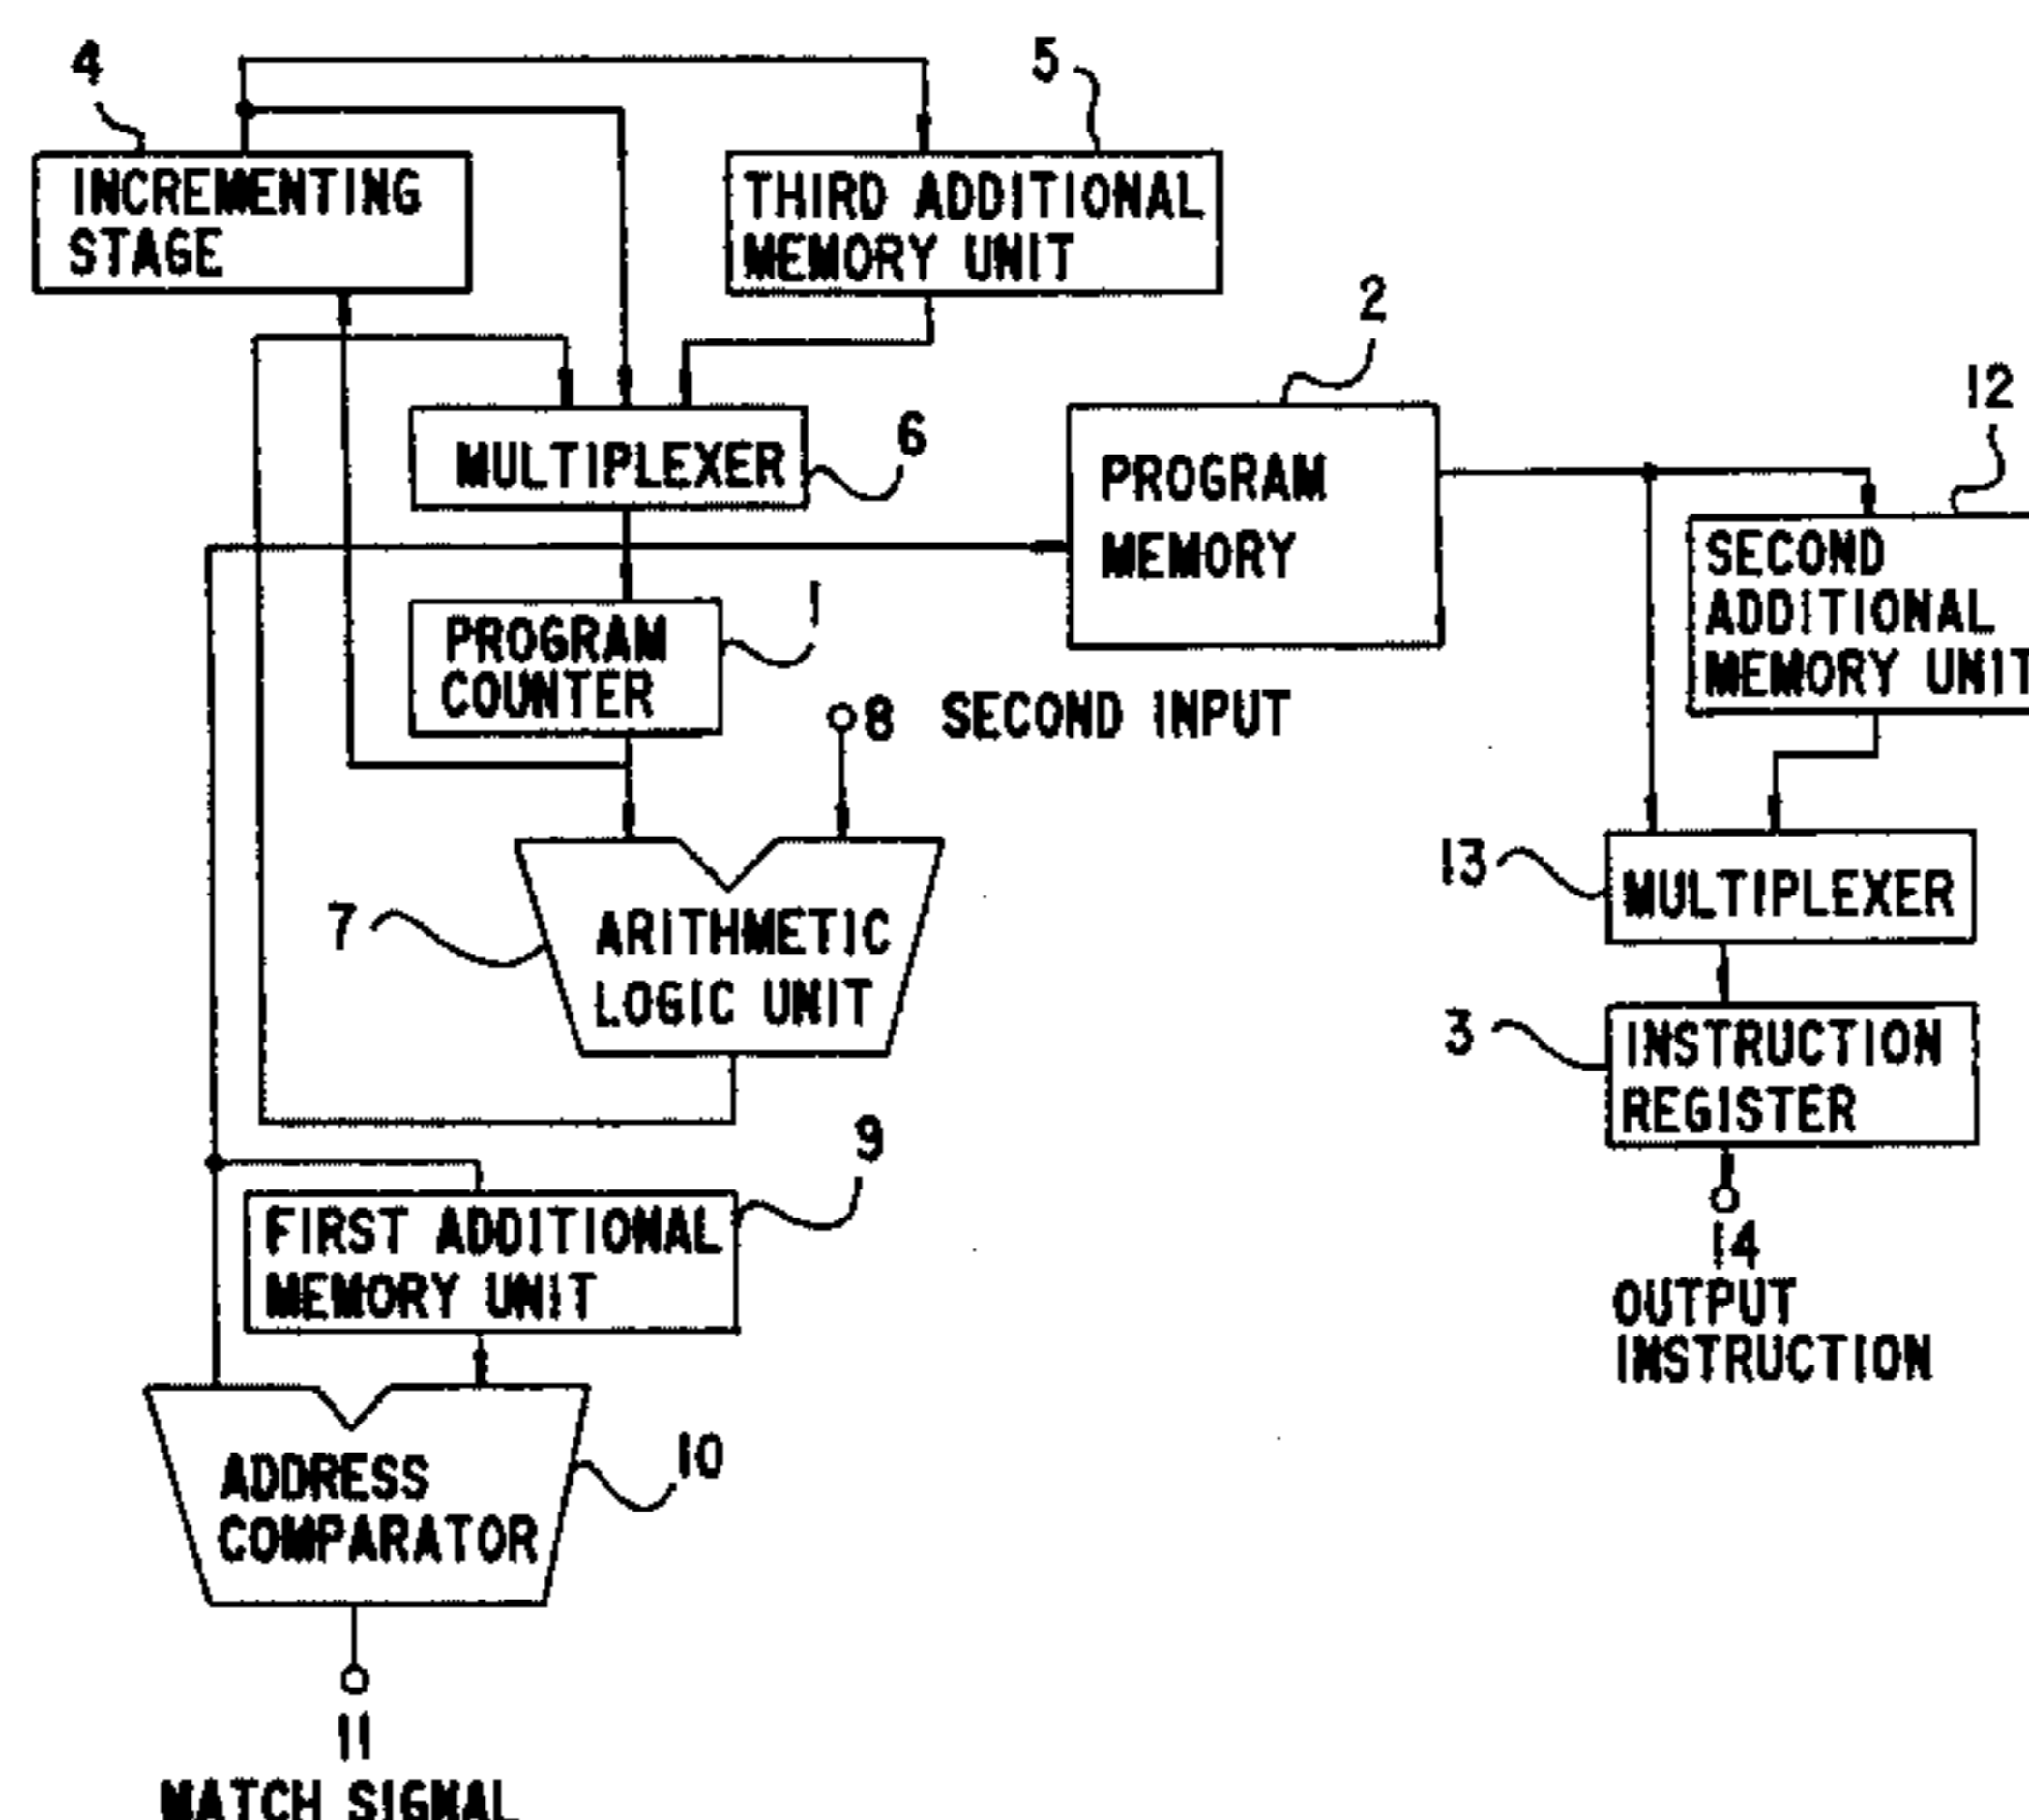 4
5
INCREMENTING
STAGE
THIRD ADDITIONAL
MEMORY UNIT
2
12
6
MULTIPLEXER
PROGRAM
MEMORY
SECOND
ADDITIONAL
MEMORY UNIT
1
PROGRAM
COUNTER
8 SECOND INPUT
13
MULTIPLEXER
7
ARITHMETIC
LOGIC UNIT
3
INSTRUCTION
REGISTER
9
FIRST ADDITIONAL
MEMORY UNIT
14
OUTPUT
INSTRUCTION
10
ADDRESS
COMPARATOR
11
MATCH SIGNAL